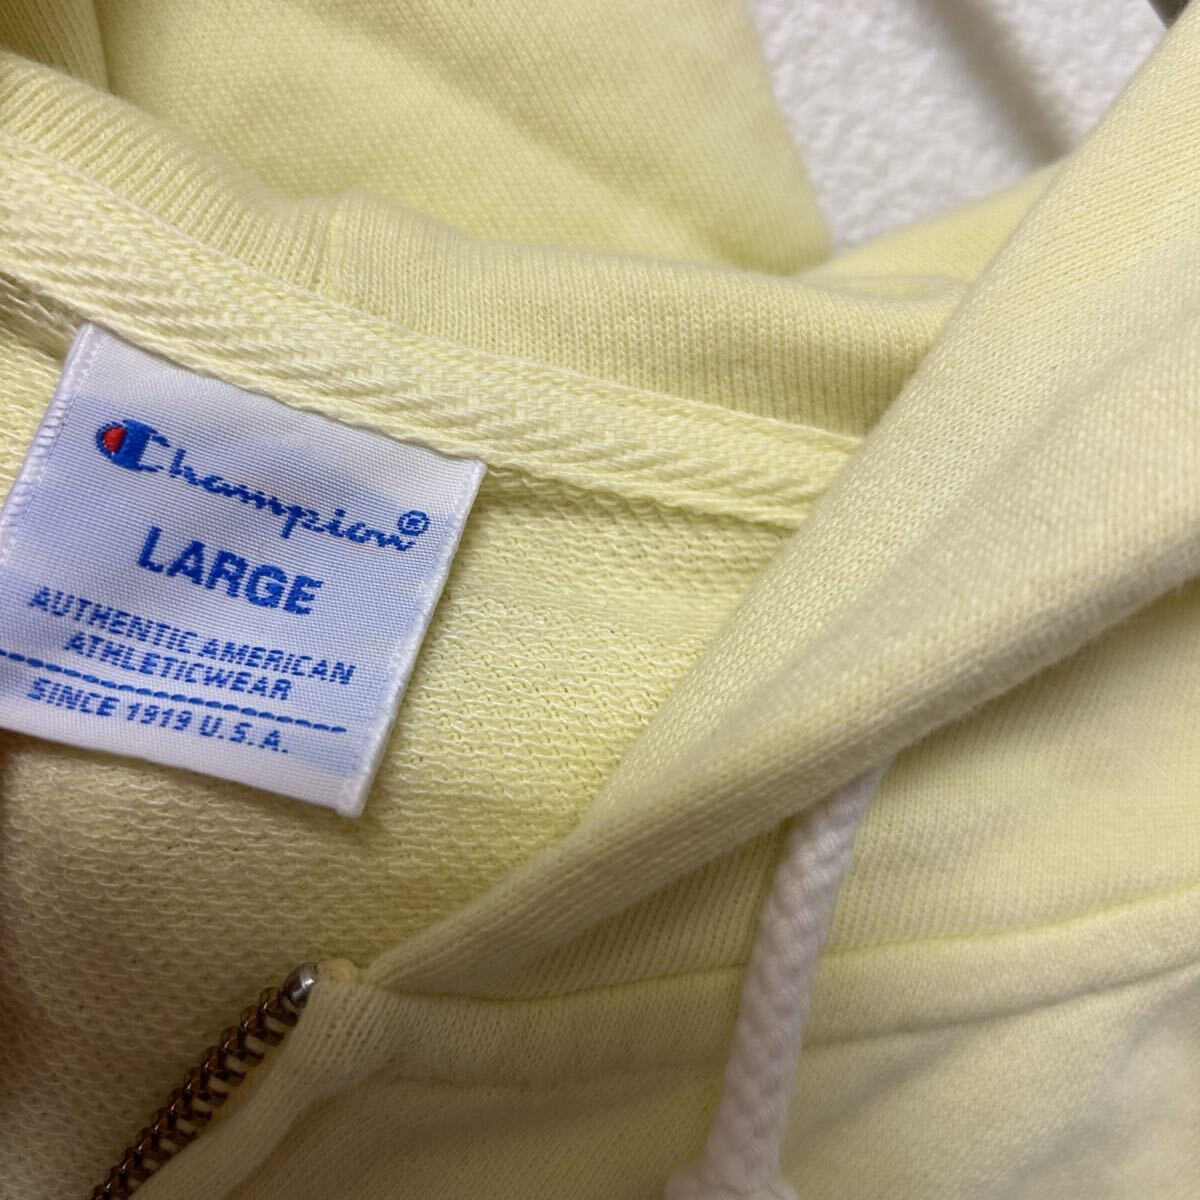 Champion®
LARGE
AUTHENTIC AMERICAN
ATHLETICWEAR
SINCE 1919 U.S.A.